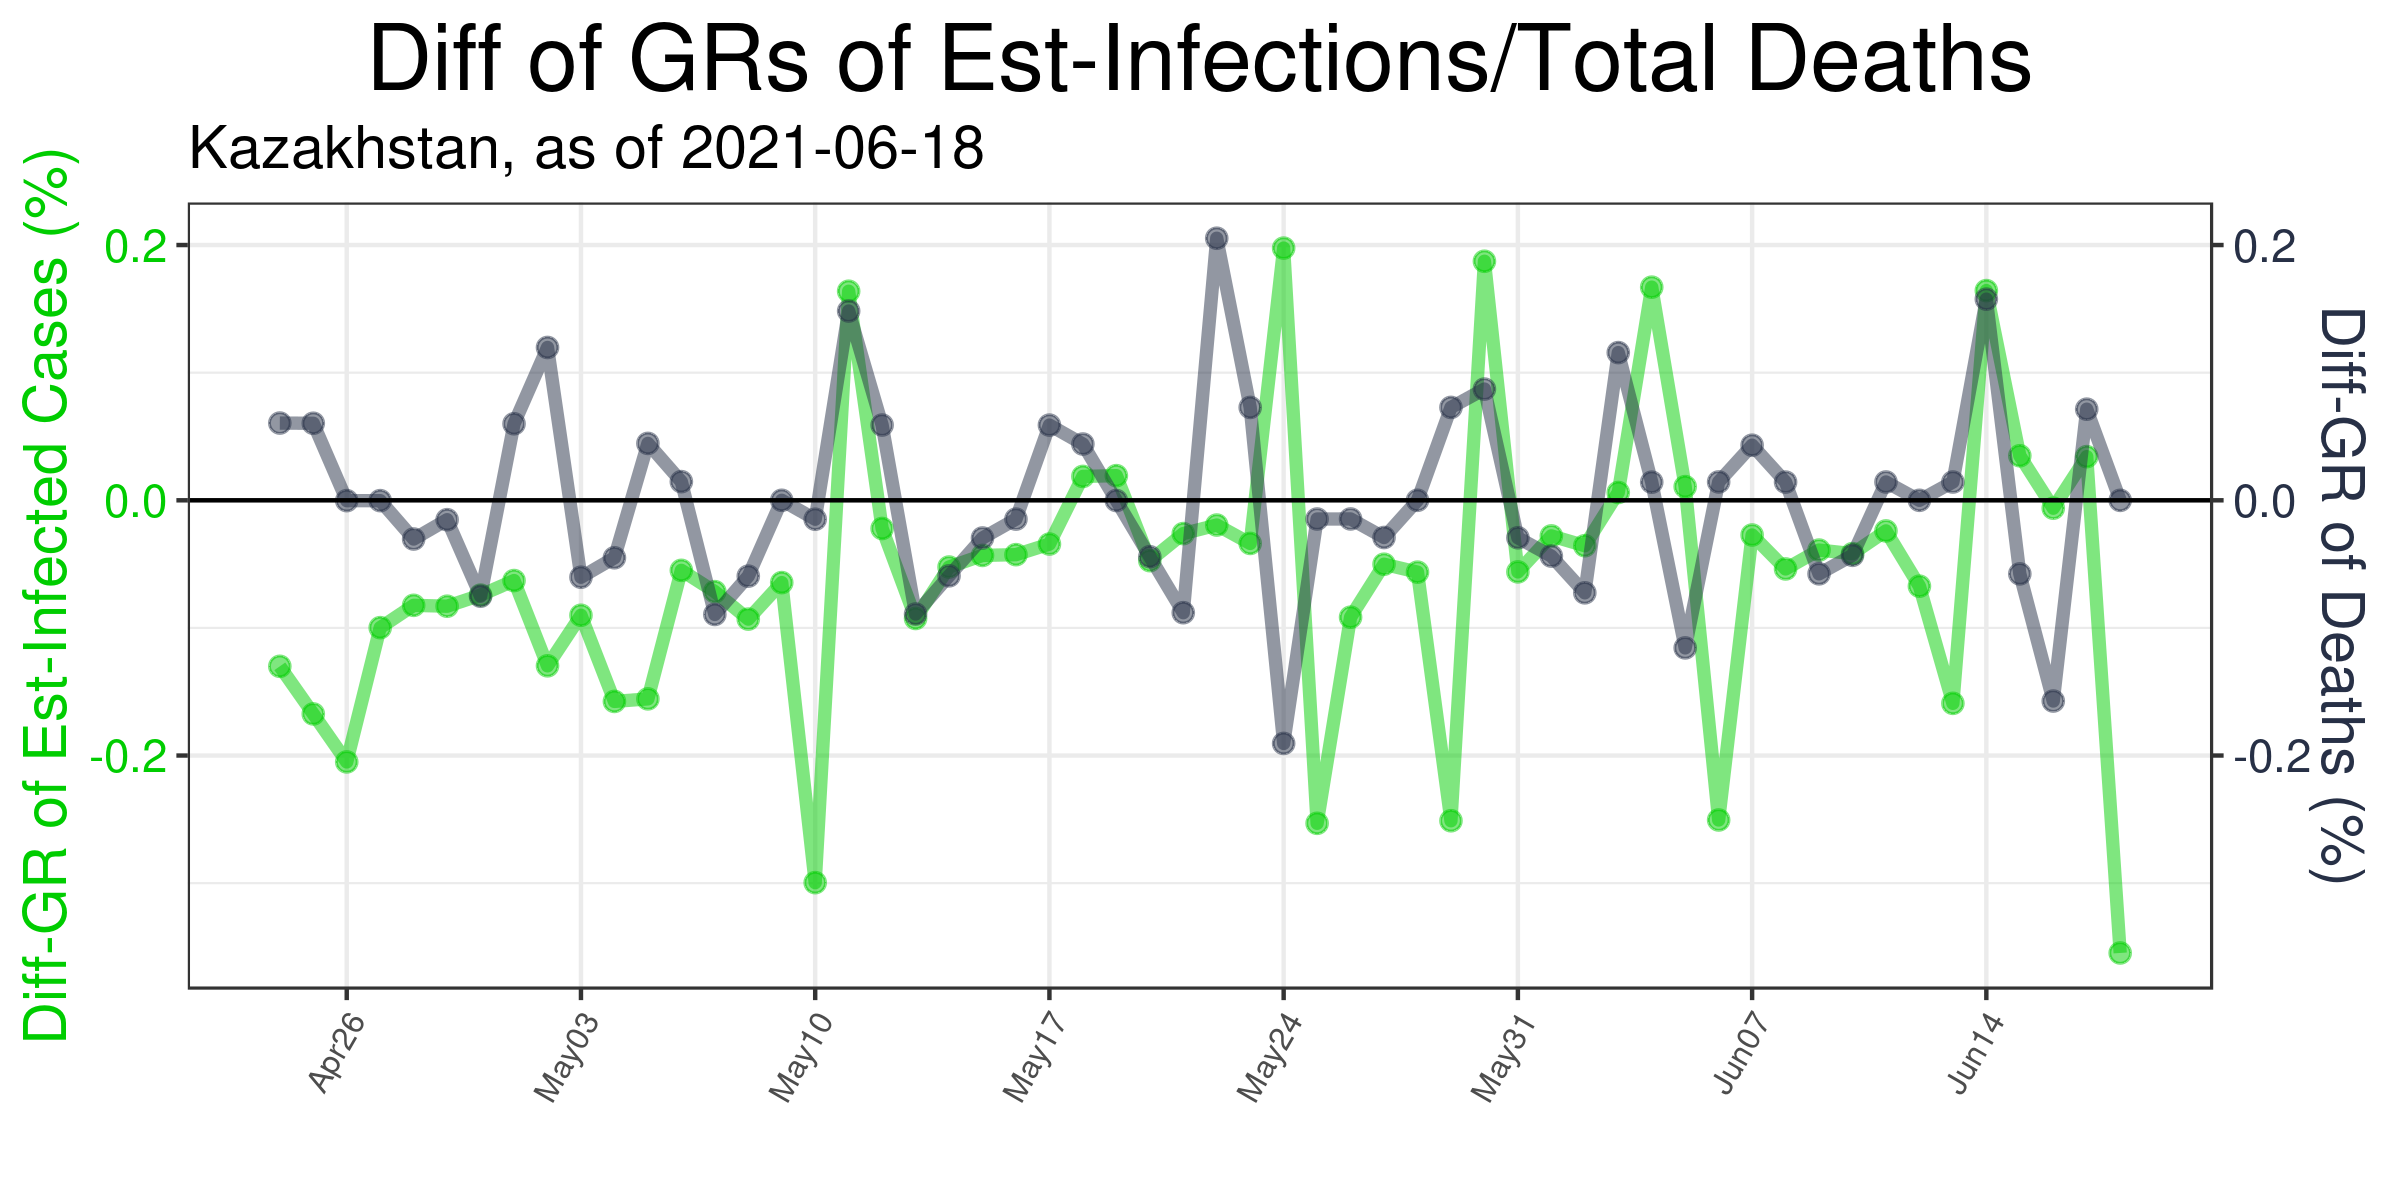 Diff of GRs of Est-Infections/Total Deaths
Kazakhstan, as of 2021-06-18
Diff-GR of Est-Infected Cases (%)
0.2
0.0
-0.2
0.2
0.0
-0.2
Diff-GR of Deaths (%)
Apr26
May03
May10
May17
May24
May31
Jun07
Jun14